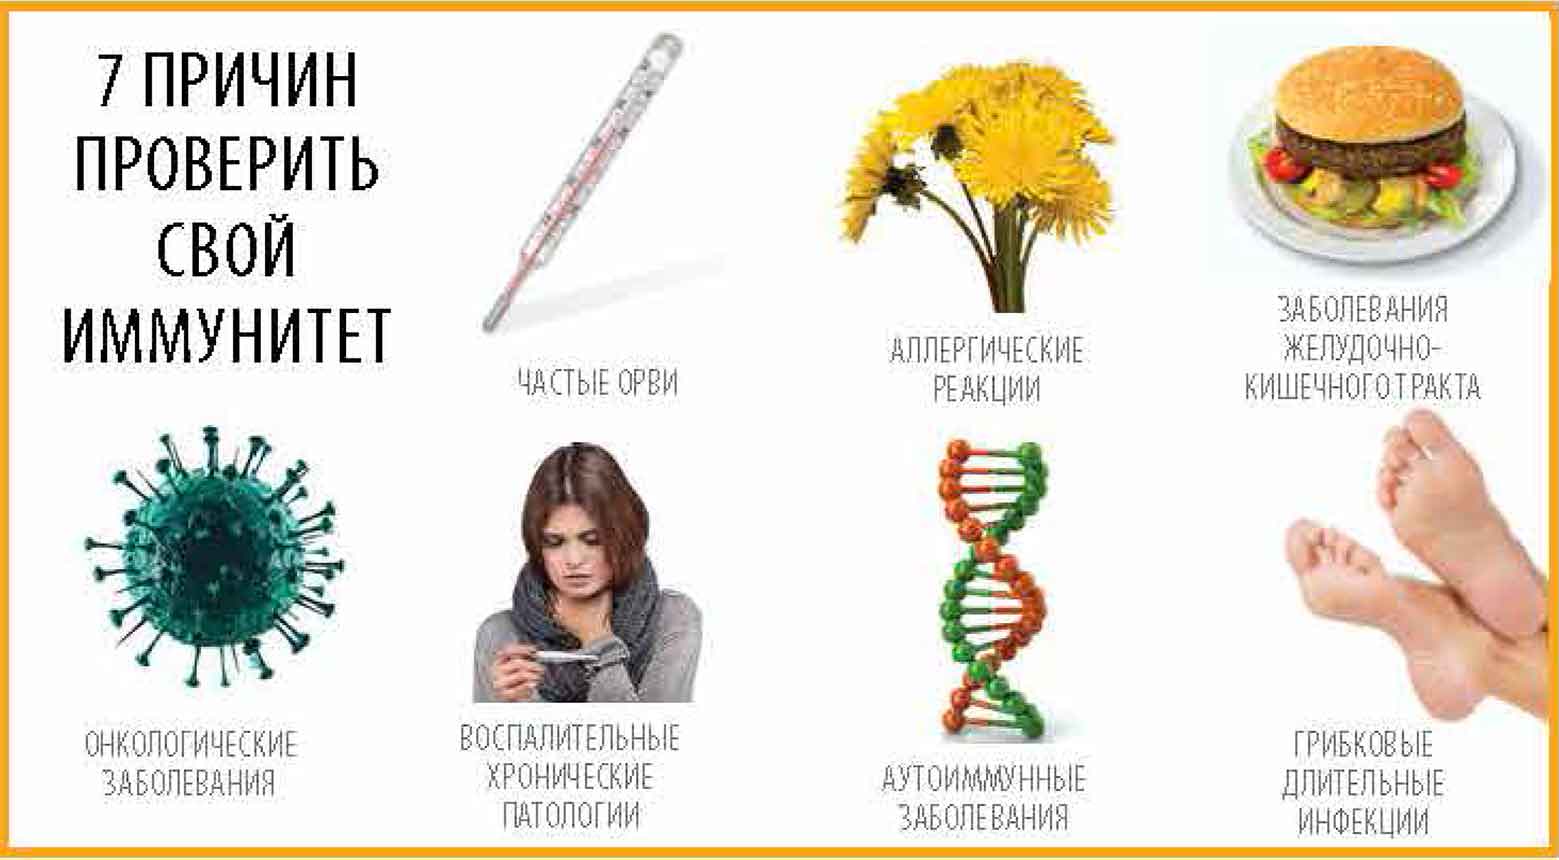 7 ПРИЧИН
ПРОВЕРИТЬ
СВОЙ
ИММУНИТЕТ
ЧАСТЫЕ ОРВИ
АЛЛЕРГИЧЕСКИЕ
РЕАКЦИИ
ЗАБОЛЕВАНИЯ
ЖЕЛУДОЧНО-
КИШЕЧНОГО ТРАКТА
ОНКОЛОГИЧЕСКИЕ
ЗАБОЛЕВАНИЯ
ВОСПАЛИТЕЛЬНЫЕ
ХРОНИЧЕСКИЕ
ПАТОЛОГИИ
АУТОИММУННЫЕ
ЗАБОЛЕВАНИЯ
ГРИБКОВЫЕ
ДЛИТЕЛЬНЫЕ
ИНФЕКЦИИ